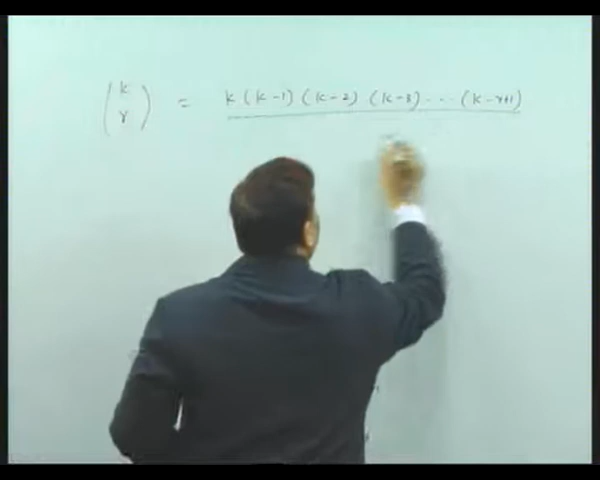 (k r) = k (k-1) (k-2) (k-3) ... (k-r+1)